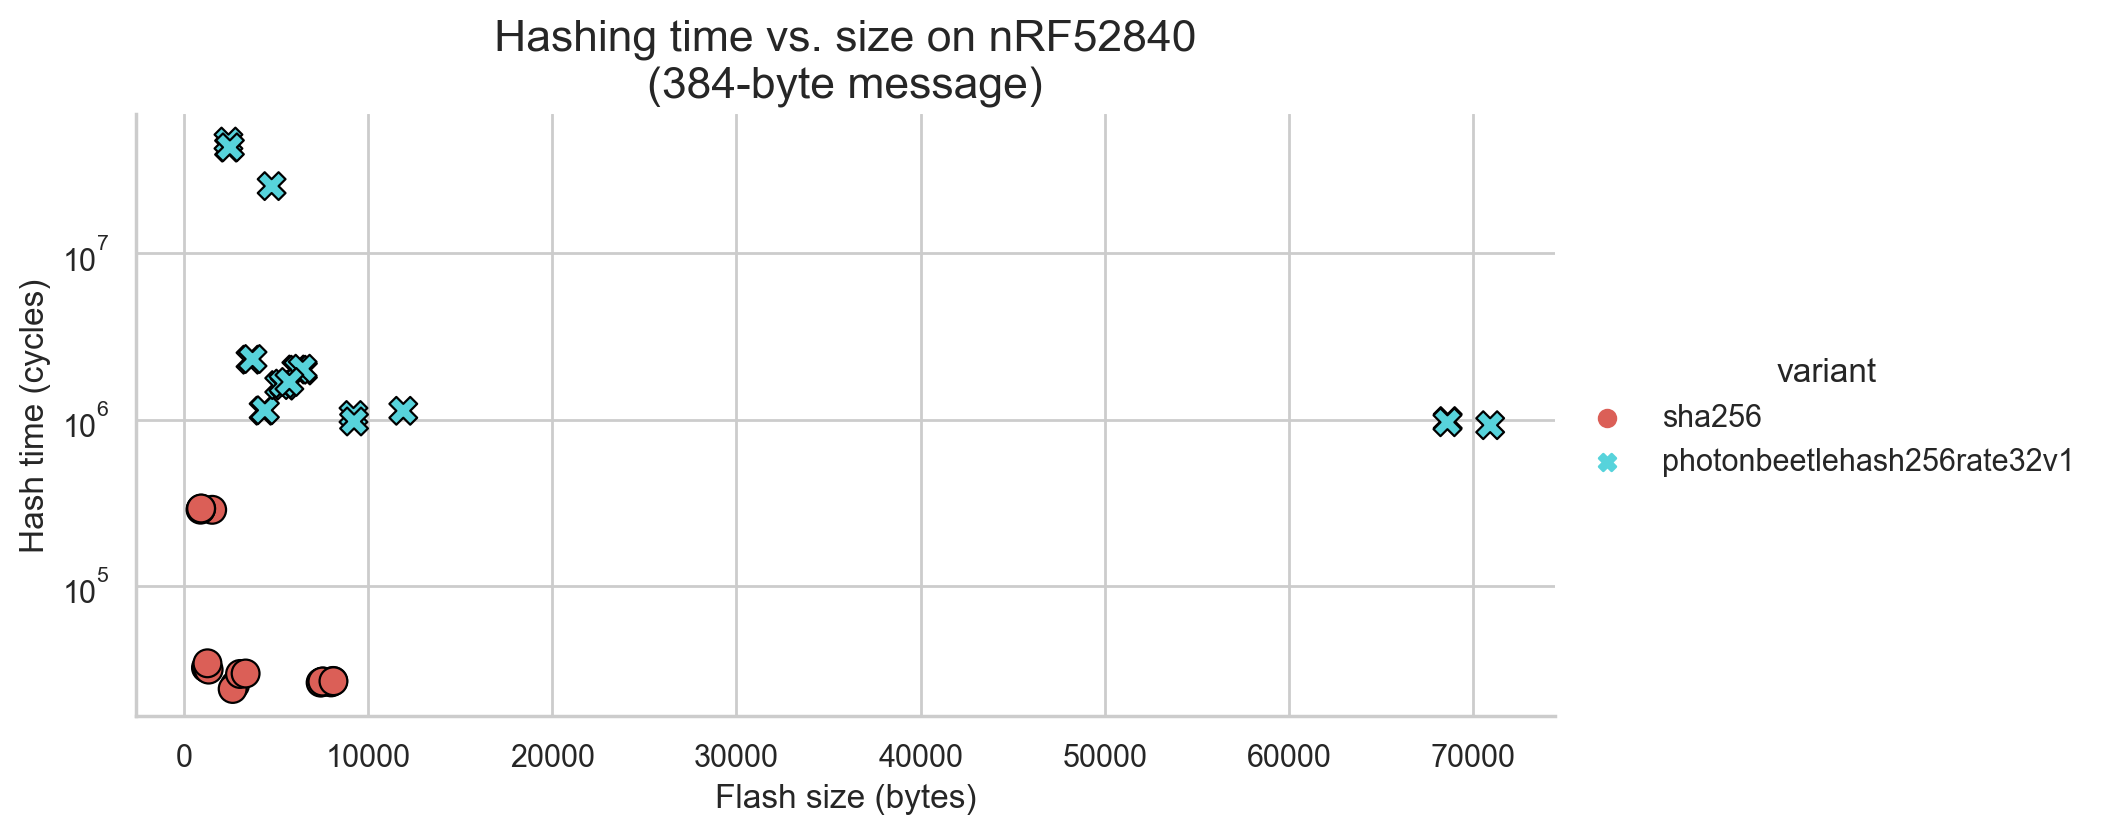 Hashing time vs. size on nRF52840
(384-byte message)
Hash time (cycles)
10^7
10^6
10^5
0 10000 20000 30000 40000 50000 60000 70000
Flash size (bytes)
variant
sha256
photonbeetlehash256rate32v1